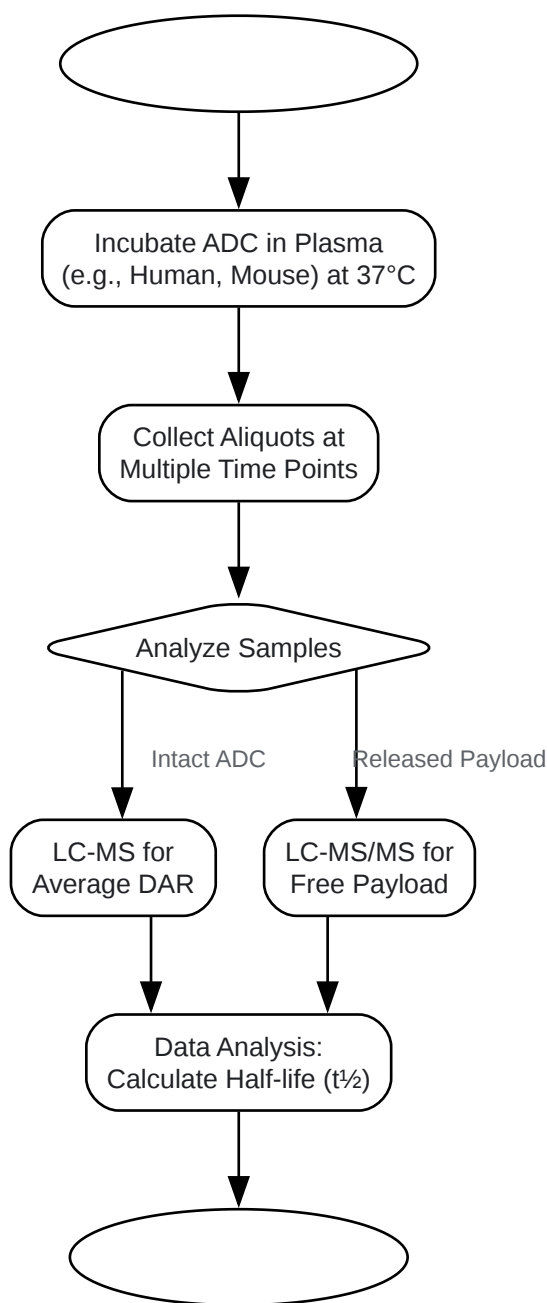 Incubate ADC in Plasma
(e.g., Human, Mouse) at 37°C
Collect Aliquots at
Multiple Time Points
Analyze Samples
Intact ADC
Released Payload
LC-MS for
Average DAR
LC-MS/MS for
Free Payload
Data Analysis:
Calculate Half-life (t½)